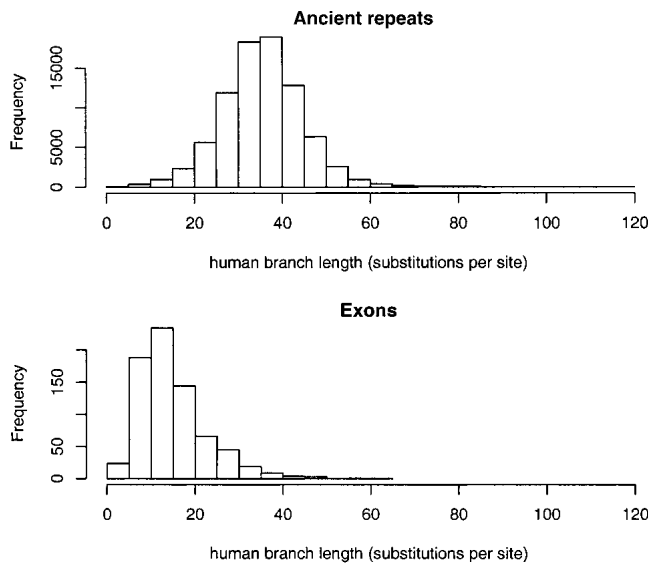 Ancient repeats
Frequency
15000
5000
0
0 20 40 60 80 100 120
human branch length (substitutions per site)
Exons
Frequency
150
50
0
0 20 40 60 80 100 120
human branch length (substitutions per site)